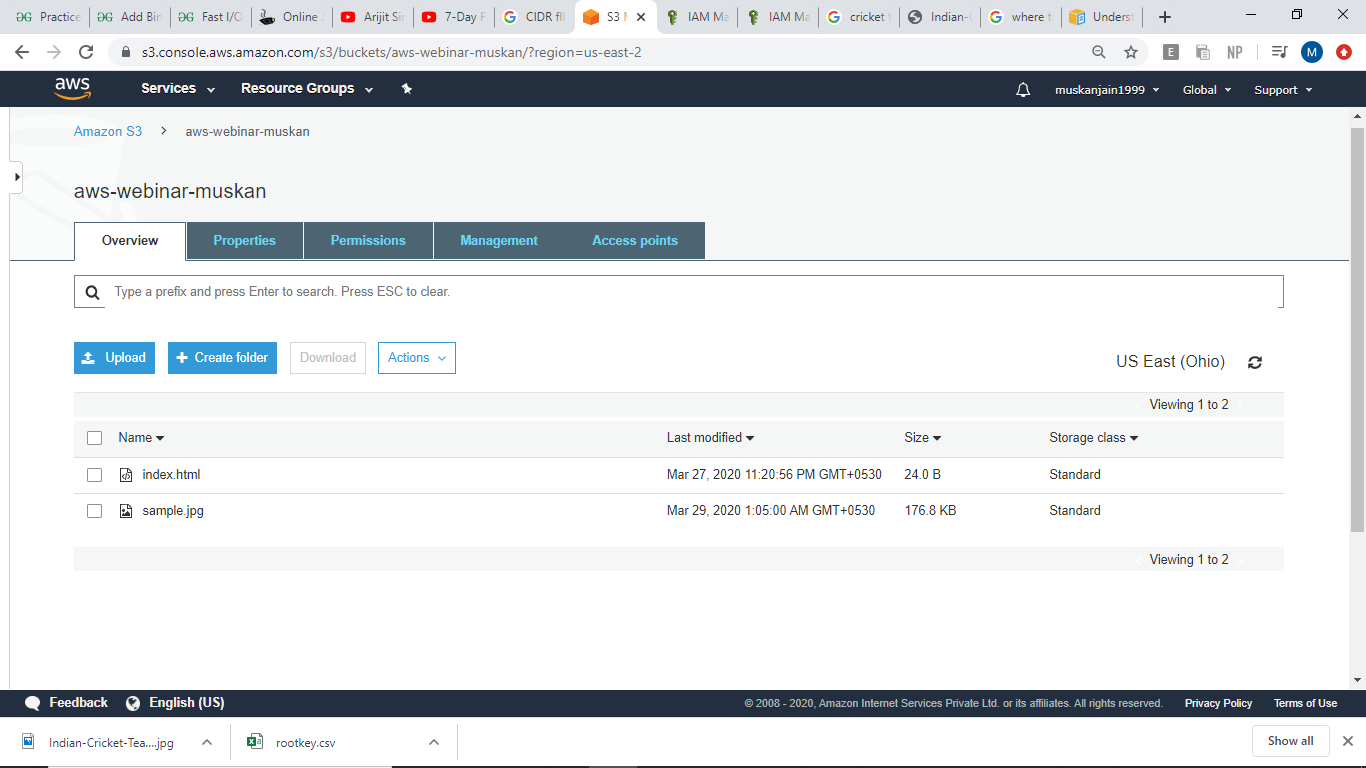 Practice
Add Bin
Fast I/O
Online
Arijit Sin
7-Day F
CIDR
S3 M
IAM Ma
IAM Ma
cricket t
Indian-
where t
Underst
s3.console.aws.amazon.com/s3/buckets/aws-webinar-muskan/?region=us-east-2
E
NP
M
aws
Services
Resource Groups
muskanjain1999
Global
Support
Amazon S3 > aws-webinar-muskan
aws-webinar-muskan
Overview
Properties
Permissions
Management
Access points
Type a prefix and press Enter to search. Press ESC to clear.
Upload
Create folder
Download
Actions
US East (Ohio)
Viewing 1 to 2
Name
Last modified
Size
Storage class
index.html
Mar 27, 2020 11:20:56 PM GMT+0530
24.0 B
Standard
sample.jpg
Mar 29, 2020 1:05:00 AM GMT+0530
176.8 KB
Standard
Viewing 1 to 2
Feedback
English (US)
© 2008 - 2020, Amazon Internet Services Private Ltd. or its affiliates. All rights reserved.
Privacy Policy
Terms of Use
Indian-Cricket-Tea....jpg
rootkey.csv
Show all